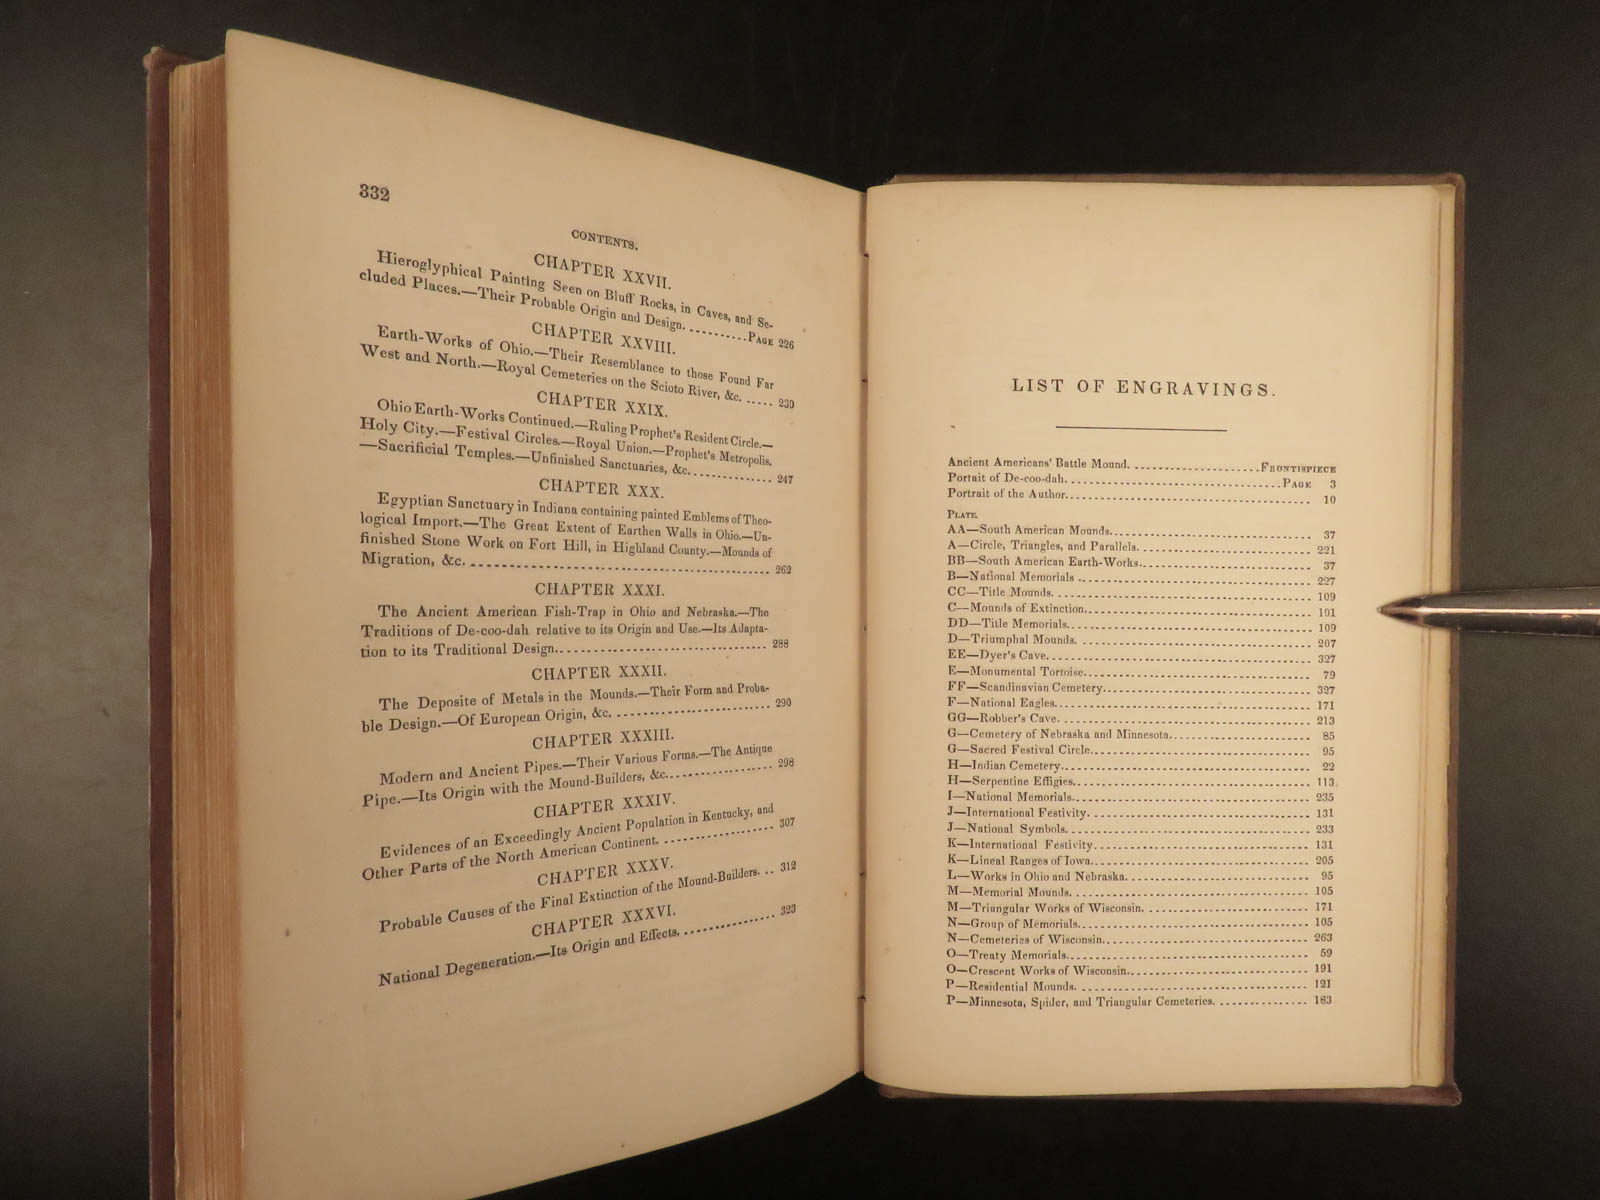 332
CONTENTS.
CHAPTER XXVII.
Hieroglyphical Painting Seen on Bluff Rocks, in Caves, and Se-
cluded Places.—Their Probable Origin and Design. .......... PAGE 226
CHAPTER XXVIII.
Earth-Works of Ohio.—Their Resemblance to those Found Far
West and North.—Royal Cemeteries on the Scioto River, &c. ..... 239
CHAPTER XXIX.
Ohio Earth-Works Continued.—Ruling Prophet's Resident Circle.—
Holy City.—Festival Circles.—Royal Union.—Prophet's Metropolis.
—Sacrificial Temples.—Unfinished Sanctuaries, &c. .............. 247
CHAPTER XXX.
Egyptian Sanctuary in Indiana containing painted Emblems of Theo-
logical Import.—The Great Extent of Earthen Walls in Ohio.—Un-
finished Stone Work on Fort Hill, in Highland County.—Mounds of
Migration, &c. ........................................ 262
CHAPTER XXXI.
The Ancient American Fish-Trap in Ohio and Nebraska.—The
Traditions of De-coo-dah relative to its Origin and Use.—Its Adapta-
tion to its Traditional Design. .............................. 288
CHAPTER XXXII.
The Deposite of Metals in the Mounds.—Their Form and Proba-
ble Design.—Of European Origin, &c. ...................... 290
CHAPTER XXXIII.
Modern and Ancient Pipes.—Their Various Forms.—The Antique
Pipe.—Its Origin with the Mound-Builders, &c. ............... 298
CHAPTER XXXIV.
Evidences of an Exceedingly Ancient Population in Kentucky, and
Other Parts of the North American Continent. ................ 307
CHAPTER XXXV.
Probable Causes of the Final Extinction of the Mound-Builders. .. 312
CHAPTER XXXVI.
National Degeneration.—Its Origin and Effects. .............. 323
LIST OF ENGRAVINGS.
Ancient Americans' Battle Mound. .................... FRONTISPIECE
Portait of De-coo-dah. .................................. PAGE 3
Portrait of the Author. .................................. 10
PLATE.
AA—South American Mounds. .............................. 37
A—Circle, Triangles, and Parallels. ........................ 221
BB—South American Earth-Works. ........................ 37
B—National Memorials .................................. 227
CC—Title Mounds. ...................................... 109
C—Mounds of Extinction. ................................ 191
DD—Title Memorials. .................................... 109
D—Triumphal Mounds. .................................. 207
EE—Dyer's Cave. ........................................ 327
E—Monumental Tortoise. ................................ 79
FF—Scandinavian Cemetery. .............................. 327
F—National Eagles. ...................................... 171
GG—Robber's Cave. ...................................... 213
G—Cemetery of Nebraska and Minnesota. .................. 85
G—Sacred Festival Circle. ................................ 95
H—Indian Cemetery. ...................................... 22
H—Serpentine Effigies. .................................. 113
I—National Memorials. .................................. 235
J—International Festivity. ................................ 131
J—National Symbols. .................................... 233
K—International Festivity. ................................ 131
K—Lineal Ranges of Iowa. ................................ 205
L—Works in Ohio and Nebraska. .......................... 95
M—Memorial Mounds. .................................... 105
M—Triangular Works of Wisconsin. ........................ 171
N—Group of Memorials. .................................. 105
N—Cemeteries of Wisconsin. .............................. 263
O—Treaty Memorials. .................................... 59
O—Crescent Works of Wisconsin. .......................... 191
P—Residential Mounds. .................................. 121
P—Minnesota, Spider, and Triangular Cemeteries. .............. 183